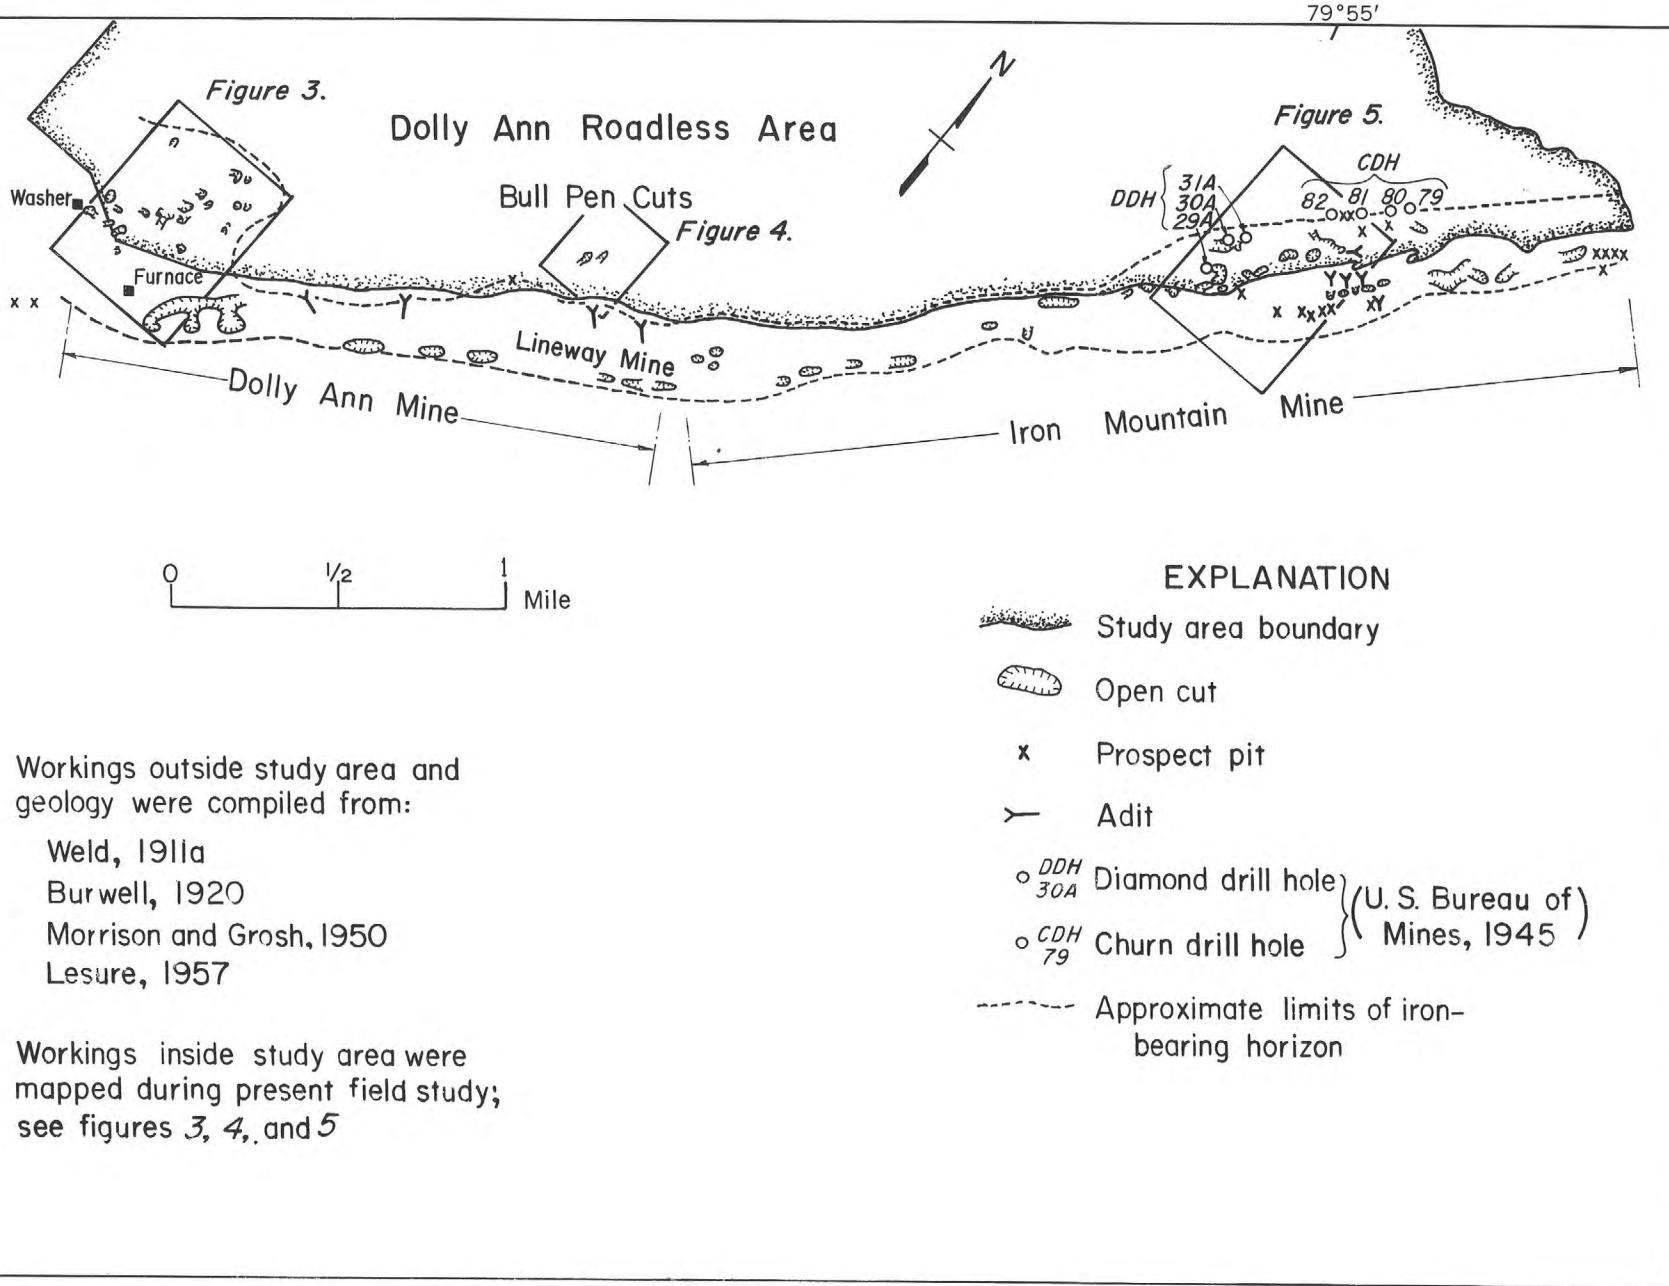 79°55'
N
Figure 3.
Dolly Ann Roadless Area
Figure 5.
CDH
Bull Pen Cuts
Washer
DDH
31A
30A
29A
82
81
80
79
Figure 4.
Furnace
x x
Lineway Mine
Dolly Ann Mine
Iron Mountain Mine
0
1/2
1
Mile
EXPLANATION
Study area boundary
Open cut
x Prospect pit
Adit
DDH
30A
Diamond drill hole
CDH
79
Churn drill hole
(U. S. Bureau of
Mines, 1945)
Approximate limits of iron-
bearing horizon
Workings outside study area and
geology were compiled from:
Weld, 1911a
Burwell, 1920
Morrison and Grosh, 1950
Lesure, 1957
Workings inside study area were
mapped during present field study;
see figures 3, 4, and 5